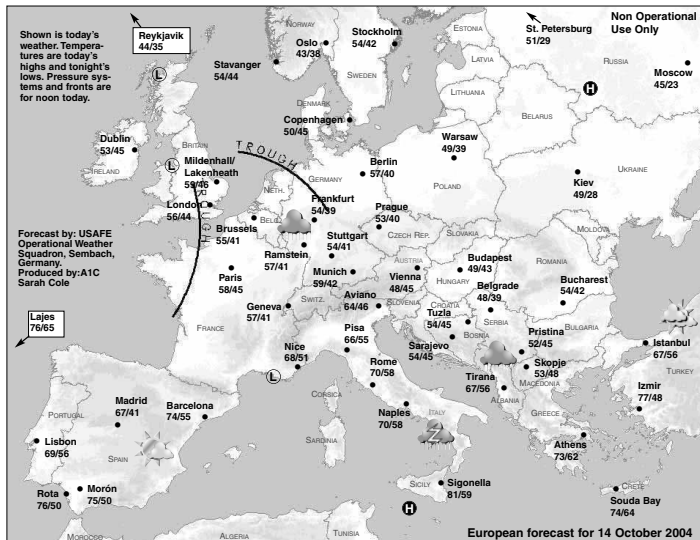 Non Operational
Use Only
Shown is today's
weather. Tempera-
tures are today's
highs and tonight's
lows. Pressure sys-
tems and fronts are
for noon today.
Reykjavik
44/35
NORWAY
Oslo
43/38
Stockholm
54/42
ESTONIA
St. Petersburg
51/29
RUSSIA
Moscow
45/23
LATVIA
LITHUANIA
SWEDEN
Stavanger
54/44
L
H
DENMARK
Copenhagen
50/45
BELARUS
Dublin
53/45
IRELAND
BRITAIN
L
Mildenhall/
Lakenheath
59/46
London
56/44
TROUGH
TROUGH
NETH.
GERMANY
Berlin
57/40
Warsaw
49/39
POLAND
UKRAINE
Kiev
49/28
BELG.
Brussels
55/41
Frankfurt
54/39
Prague
53/40
CZECH REP.
SLOVAKIA
Ramstein
57/41
Stuttgart
54/41
Munich
59/42
AUSTRIA
Vienna
48/45
Budapest
49/43
HUNGARY
ROMANIA
Bucharest
54/42
Forecast by: USAFE
Operational Weather
Squadron, Sembach,
Germany.
Produced by:A1C
Sarah Cole
Paris
58/45
FRANCE
Geneva
57/41
SWITZ.
Aviano
64/46
SLOVENIA
CROATIA
Belgrade
48/39
SERBIA
Tuzla
54/45
BOSNIA
Sarajevo
54/45
BULGARIA
Pristina
52/45
Skopje
53/48
MACEDONIA
Lajes
76/65
Nice
68/51
Pisa
66/55
L
Rome
70/58
Naples
70/58
ITALY
Tirana
67/56
ALBANIA
GREECE
Istanbul
67/56
TURKEY
Izmir
77/48
CORSICA
SARDINIA
Madrid
67/41
Barcelona
74/55
PORTUGAL
Lisbon
69/56
SPAIN
Rota
76/50
Morón
75/50
Athens
73/62
CRETE
Souda Bay
74/64
SICILY
Sigonella
81/59
H
MOROCCO
ALGERIA
TUNISIA
European forecast for 14 October 2004